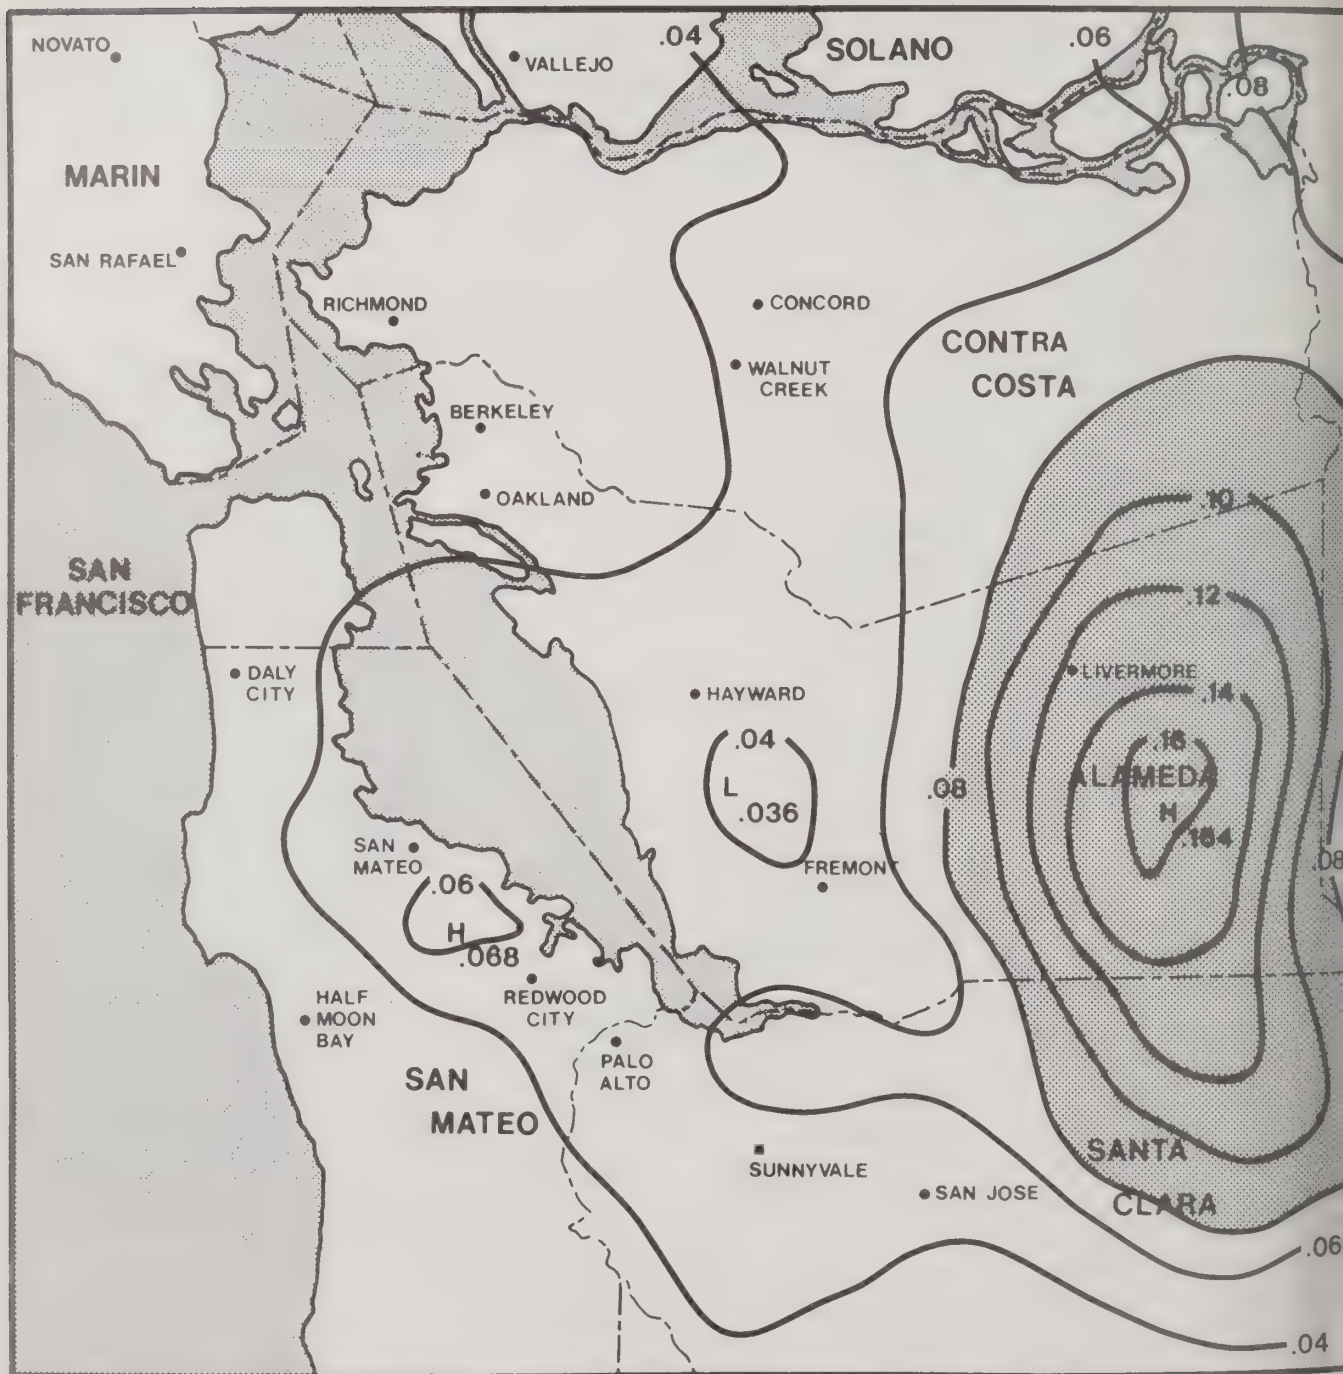 NOVATO
VALLEJO
.04
SOLANO
.06
.08
MARIN
SAN RAFAEL
RICHMOND
CONCORD
CONTRA
COSTA
WALNUT
CREEK
BERKELEY
OAKLAND
.10
SAN
FRANCISCO
.12
DALY
CITY
HAYWARD
LIVERMORE
.14
.04
.16
L
.036
.08
ALAMEDA
H
.164
SAN
MATEO
.06
FREMONT
.08
H
.068
REDWOOD
CITY
HALF
MOON
BAY
PALO
ALTO
SAN
MATEO
SANTA
CLARA
SUNNYVALE
SAN JOSE
.06
.04